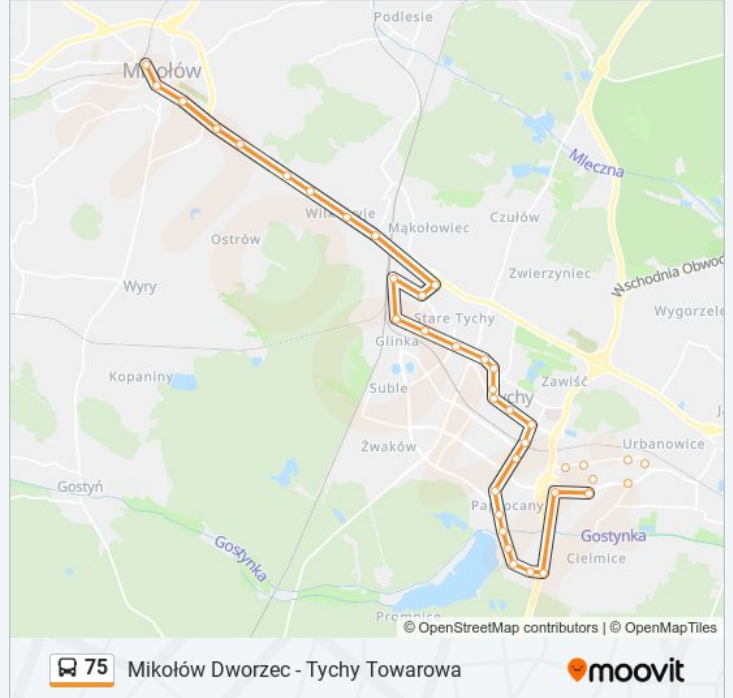 Podlesie
Mikołów
Mleczna
Mąkołowiec
Czułów
Ostrów
Zwierzyniec
Wyry
Wschodnia Obwod
Wygorzele
Stare Tychy
Glinka
Kopaniny
Suble
Zawiść
Tychy
Żwaków
Urbanowice
Gostyń
Paprocany
Gostynka
Gostynka
Cielmice
Promnice
© OpenStreetMap contributors | © OpenMapTiles
75 Mikołów Dworzec - Tychy Towarowa
moovit